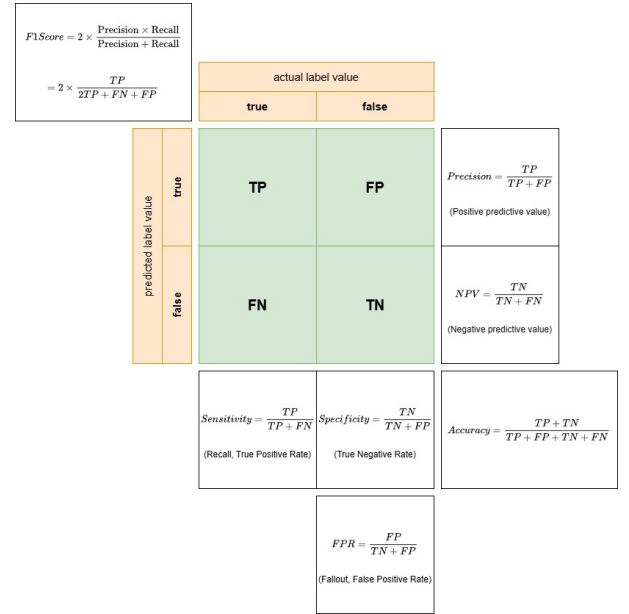 F1Score = 2 × Precision × Recall / Precision + Recall
= 2 × TP / 2TP + FN + FP
actual label value
true false
predicted label value
true
false
TP FP
FN TN
Precision = TP / TP + FP
(Positive predictive value)
NPV = TN / TN + FN
(Negative predictive value)
Sensitivity = TP / TP + FN
(Recall, True Positive Rate)
Specificity = TN / TN + FP
(True Negative Rate)
Accuracy = TP + TN / TP + FP + TN + FN
FPR = FP / TN + FP
(Fallout, False Positive Rate)